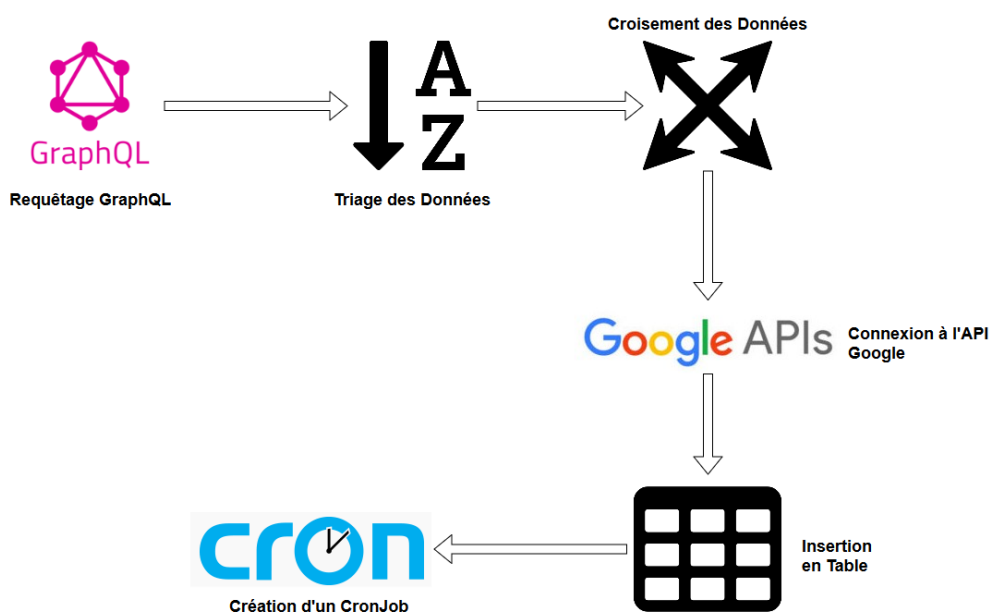 Croisement des Données
A
Z
GraphQL
Requêtage GraphQL
Triage des Données
Google APIs
Connexion à l'API
Google
cron
Insertion
en Table
Création d'un CronJob